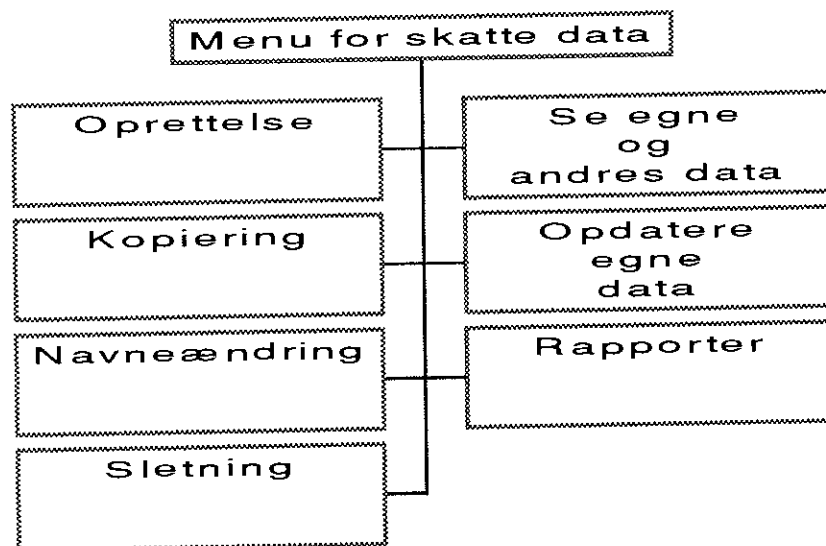 Menu for skatte data
Oprettelse
Se egne
og
andres data
Kopiering
Opdatere
egne
data
Navneændring
Rapporter
Sletning